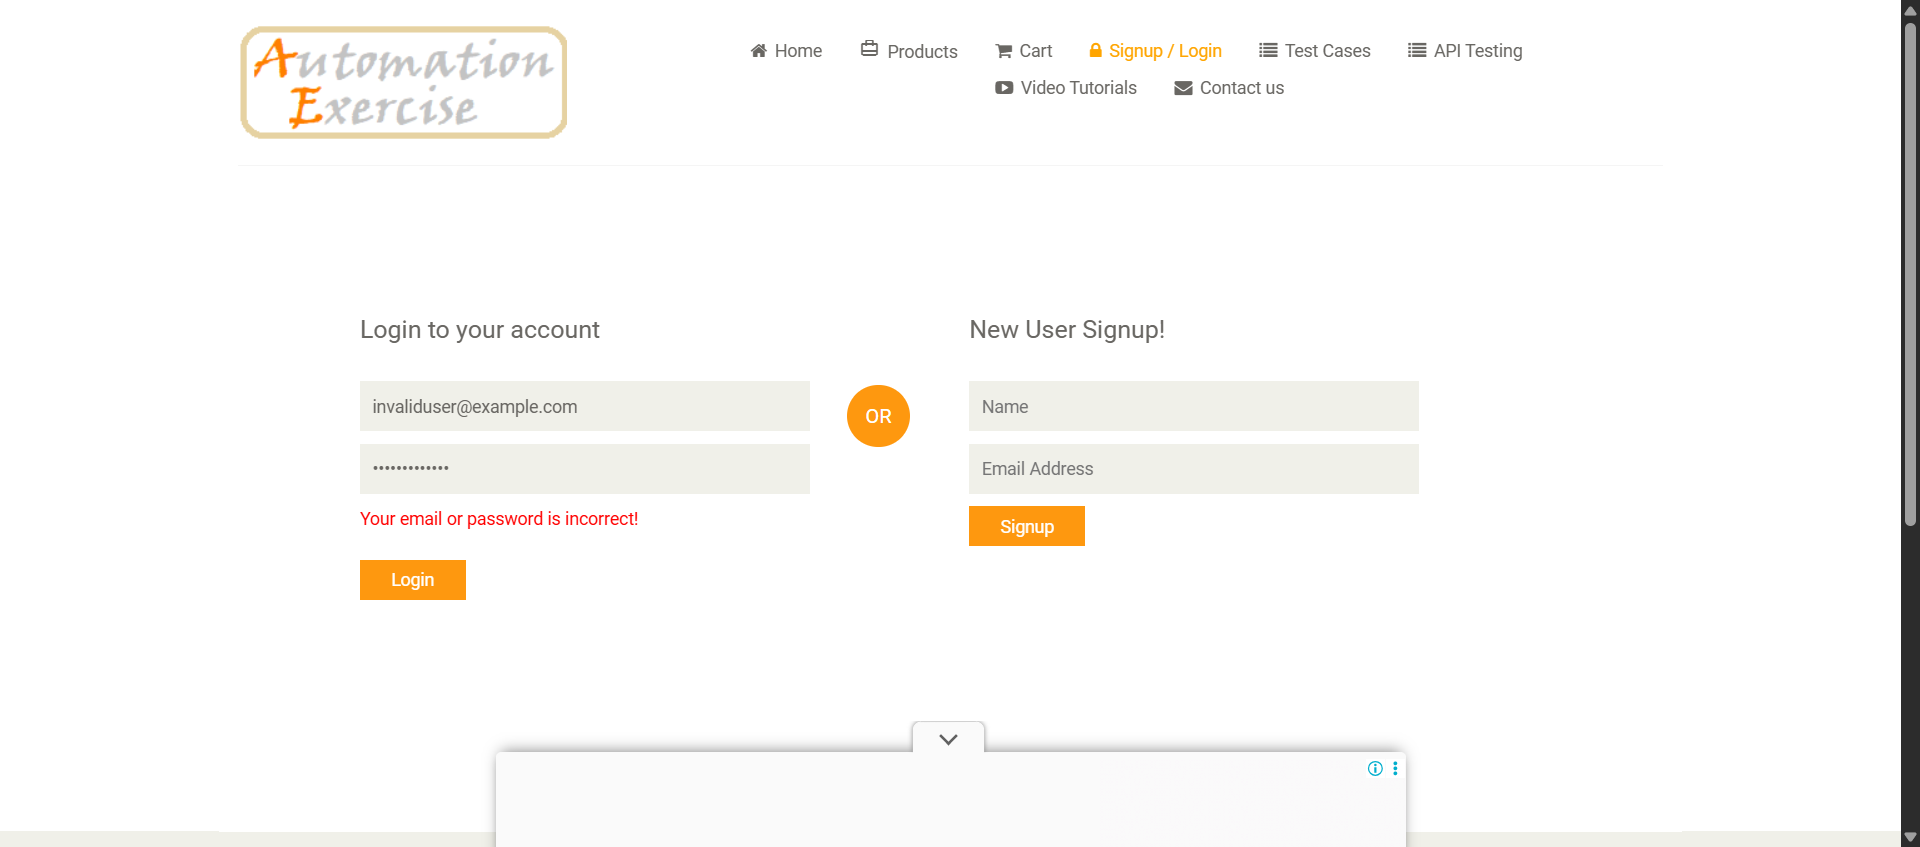 Automation
Exercise
Home Products Cart Signup / Login Test Cases API Testing
Video Tutorials Contact us
Login to your account
invaliduser@example.com
•••••••••••••
Your email or password is incorrect!
Login
OR
New User Signup!
Name
Email Address
Signup